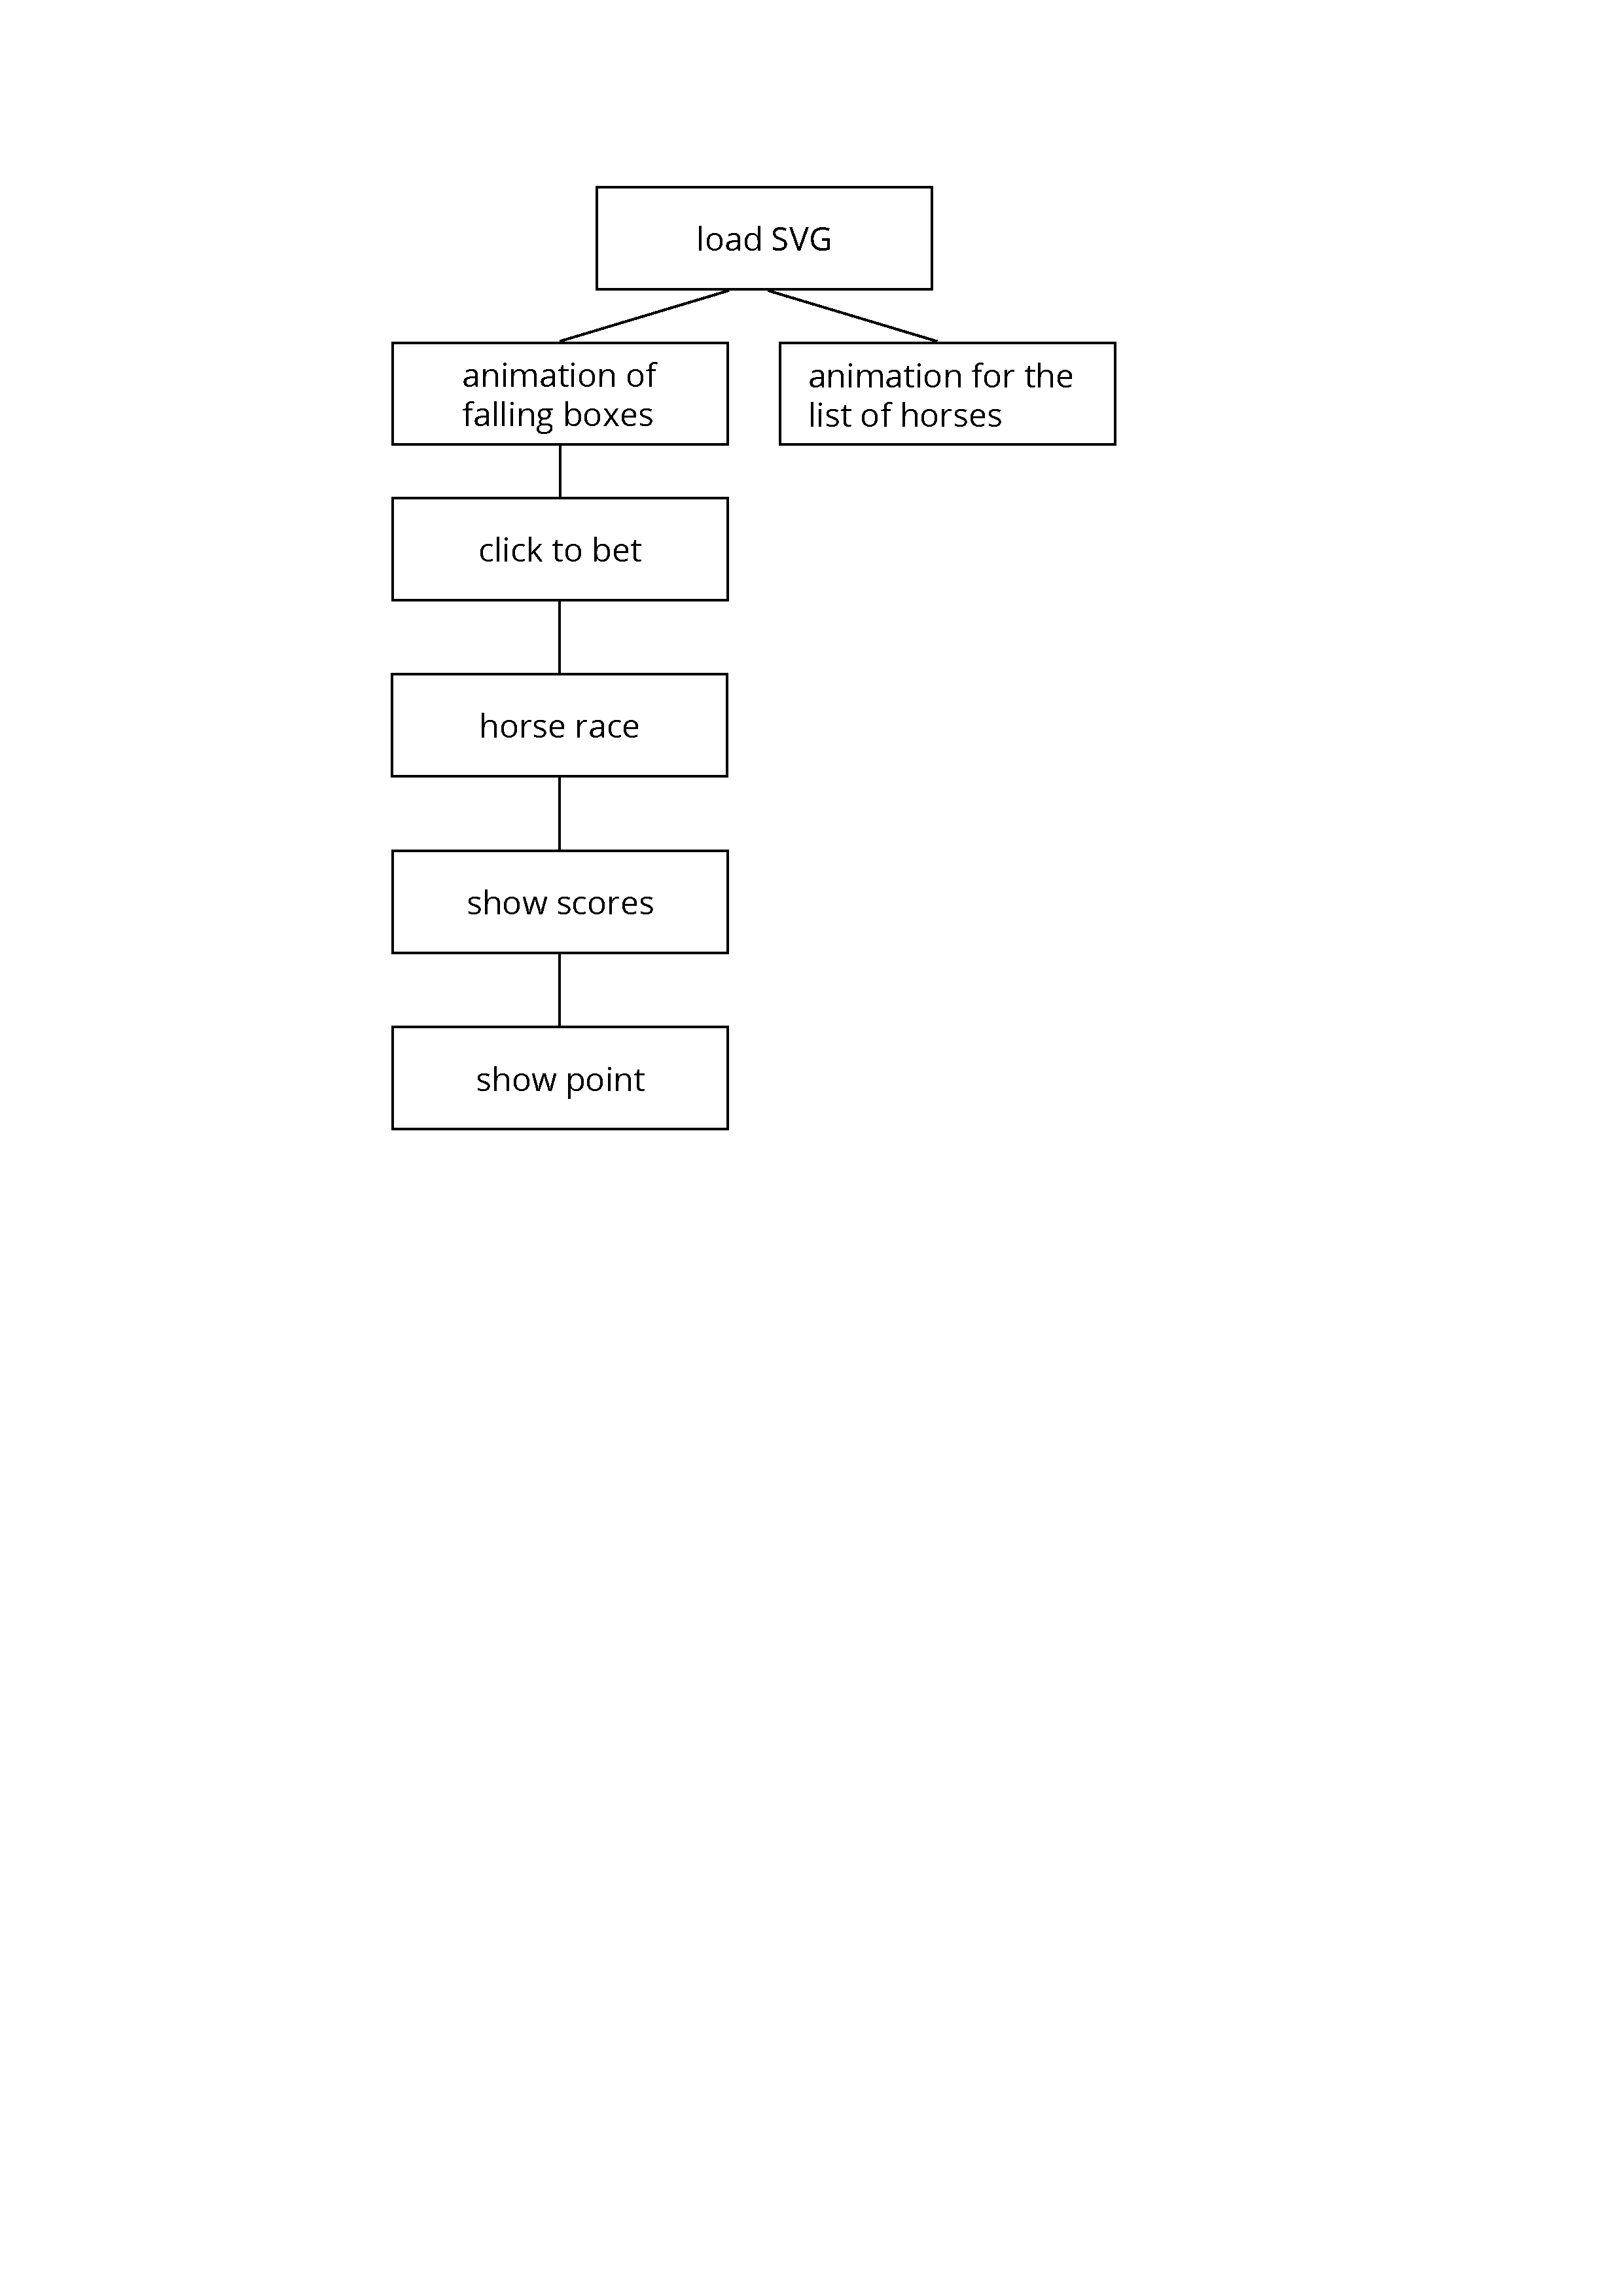 load SVG
animation of
falling boxes
animation for the
list of horses
click to bet
horse race
show scores
show point